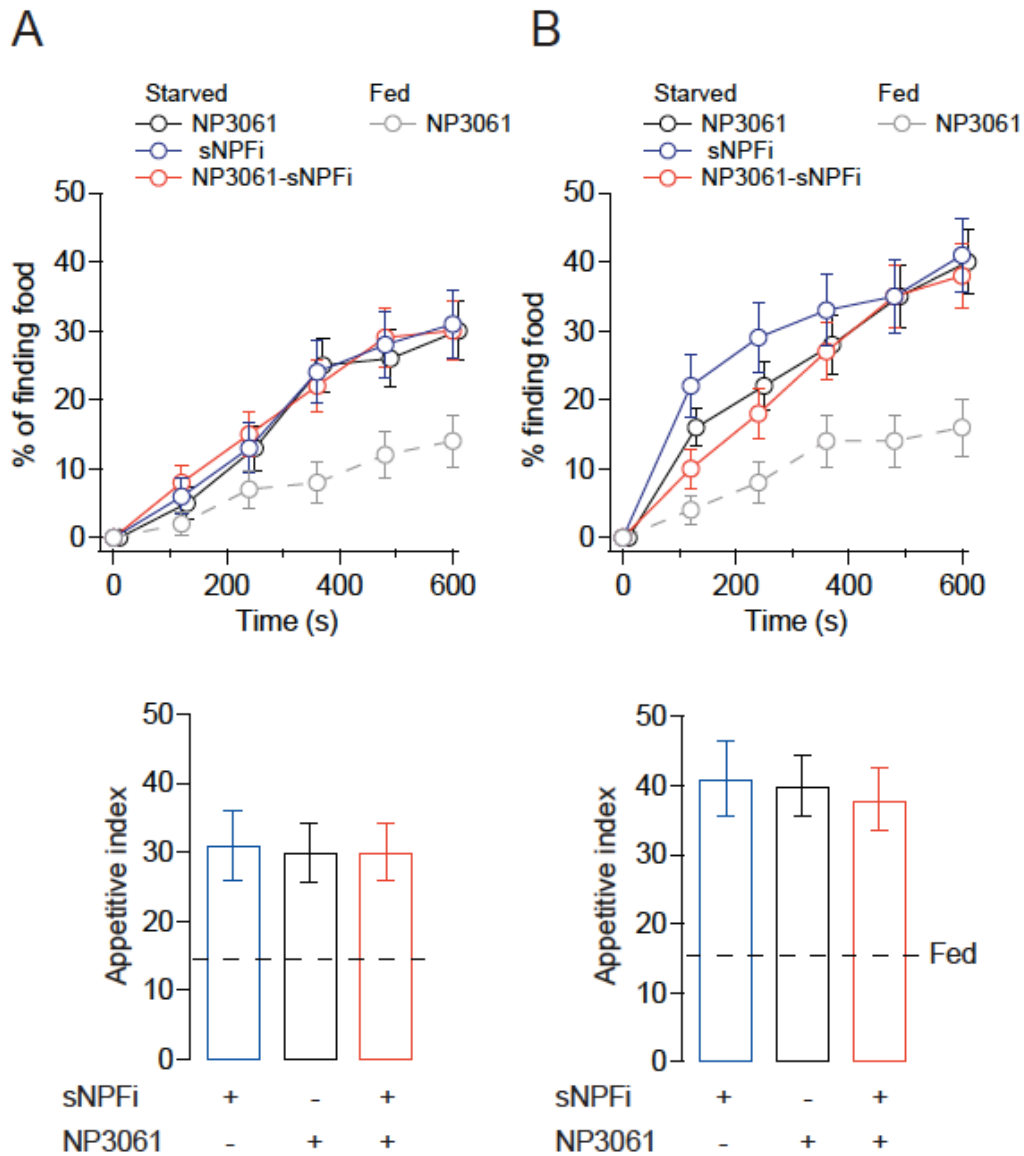 A
Starved Fed
NP3061 NP3061
sNPFi
NP3061-sNPFi
% of finding food
50
40
30
20
10
0
0 200 400 600
Time (s)
B
Starved Fed
NP3061 NP3061
sNPFi
NP3061-sNPFi
% finding food
50
40
30
20
10
0
0 200 400 600
Time (s)
Appetitive index
50
40
30
20
10
0
sNPFi + - +
NP3061 - + +
Appetitive index
50
40
30
20
10
0
Fed
sNPFi + - +
NP3061 - + +